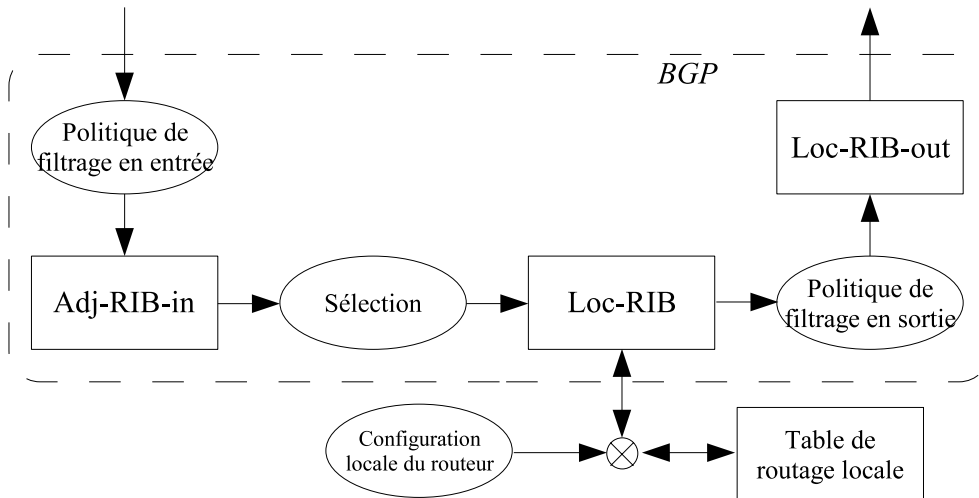 BGP
Politique de
filtrage en entrée
Loc-RIB-out
Adj-RIB-in
Sélection
Loc-RIB
Politique de
filtrage en sortie
Configuration
locale du routeur
Table de
routage locale